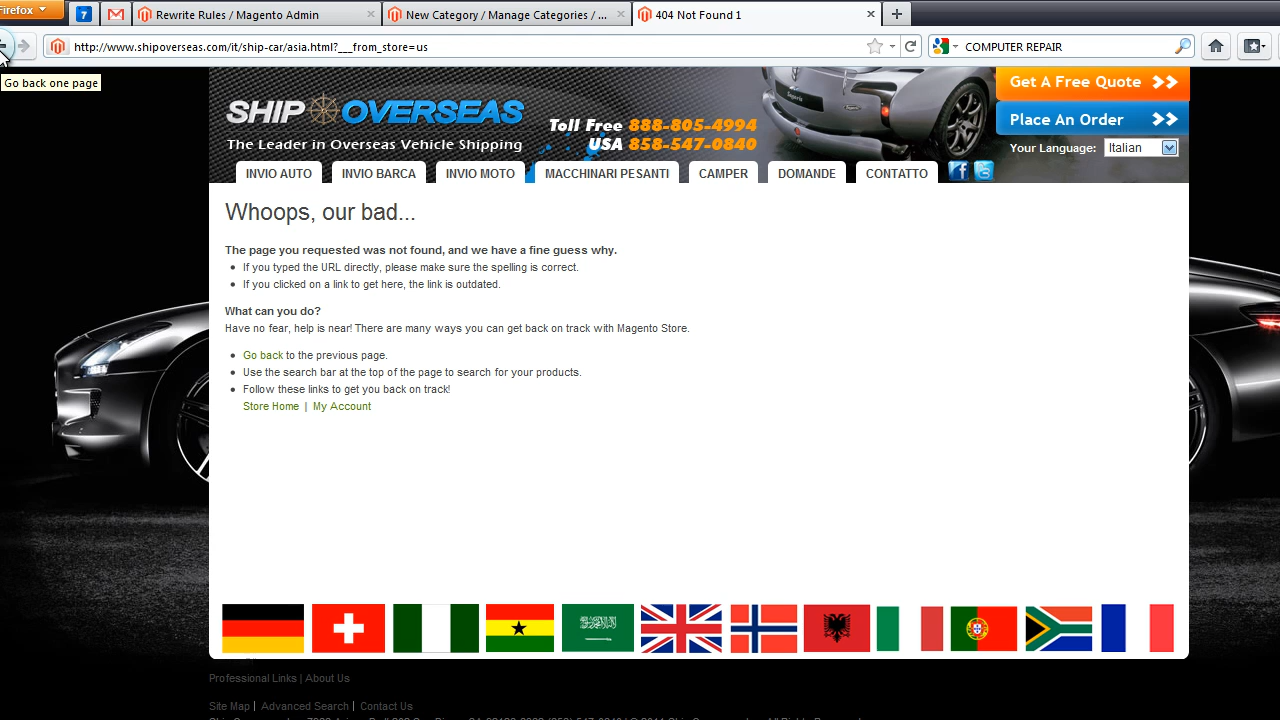 Firefox
7
Rewrite Rules / Magento Admin
New Category / Manage Categories / ...
404 Not Found 1
http://www.shipoverseas.com/it/ship-car/asia.html?___from_store=us
COMPUTER REPAIR
Go back one page
SHIP OVERSEAS
The Leader in Overseas Vehicle Shipping
Toll Free 888-805-4994
USA 858-547-0840
Get A Free Quote
Place An Order
Your Language: Italian
INVIO AUTO INVIO BARCA INVIO MOTO MACCHINARI PESANTI CAMPER DOMANDE CONTATTO
Whoops, our bad...
The page you requested was not found, and we have a fine guess why.
If you typed the URL directly, please make sure the spelling is correct.
If you clicked on a link to get here, the link is outdated.
What can you do?
Have no fear, help is near! There are many ways you can get back on track with Magento Store.
Go back to the previous page.
Use the search bar at the top of the page to search for your products.
Follow these links to get you back on track!
Store Home | My Account
Professional Links | About Us
Site Map | Advanced Search | Contact Us